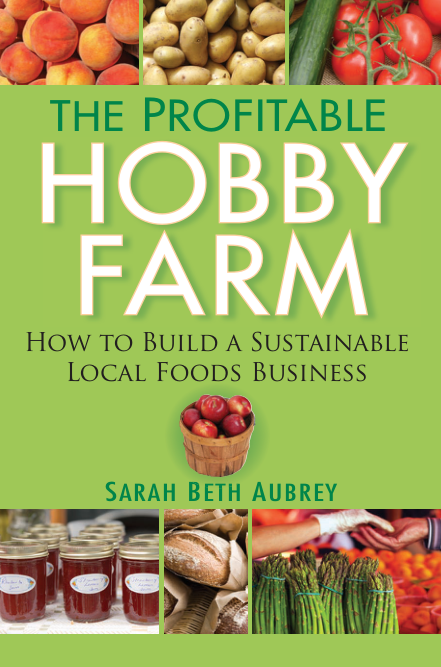 THE PROFITABLE
HOBBY
FARM
HOW TO BUILD A SUSTAINABLE
LOCAL FOODS BUSINESS
SARAH BETH AUBREY